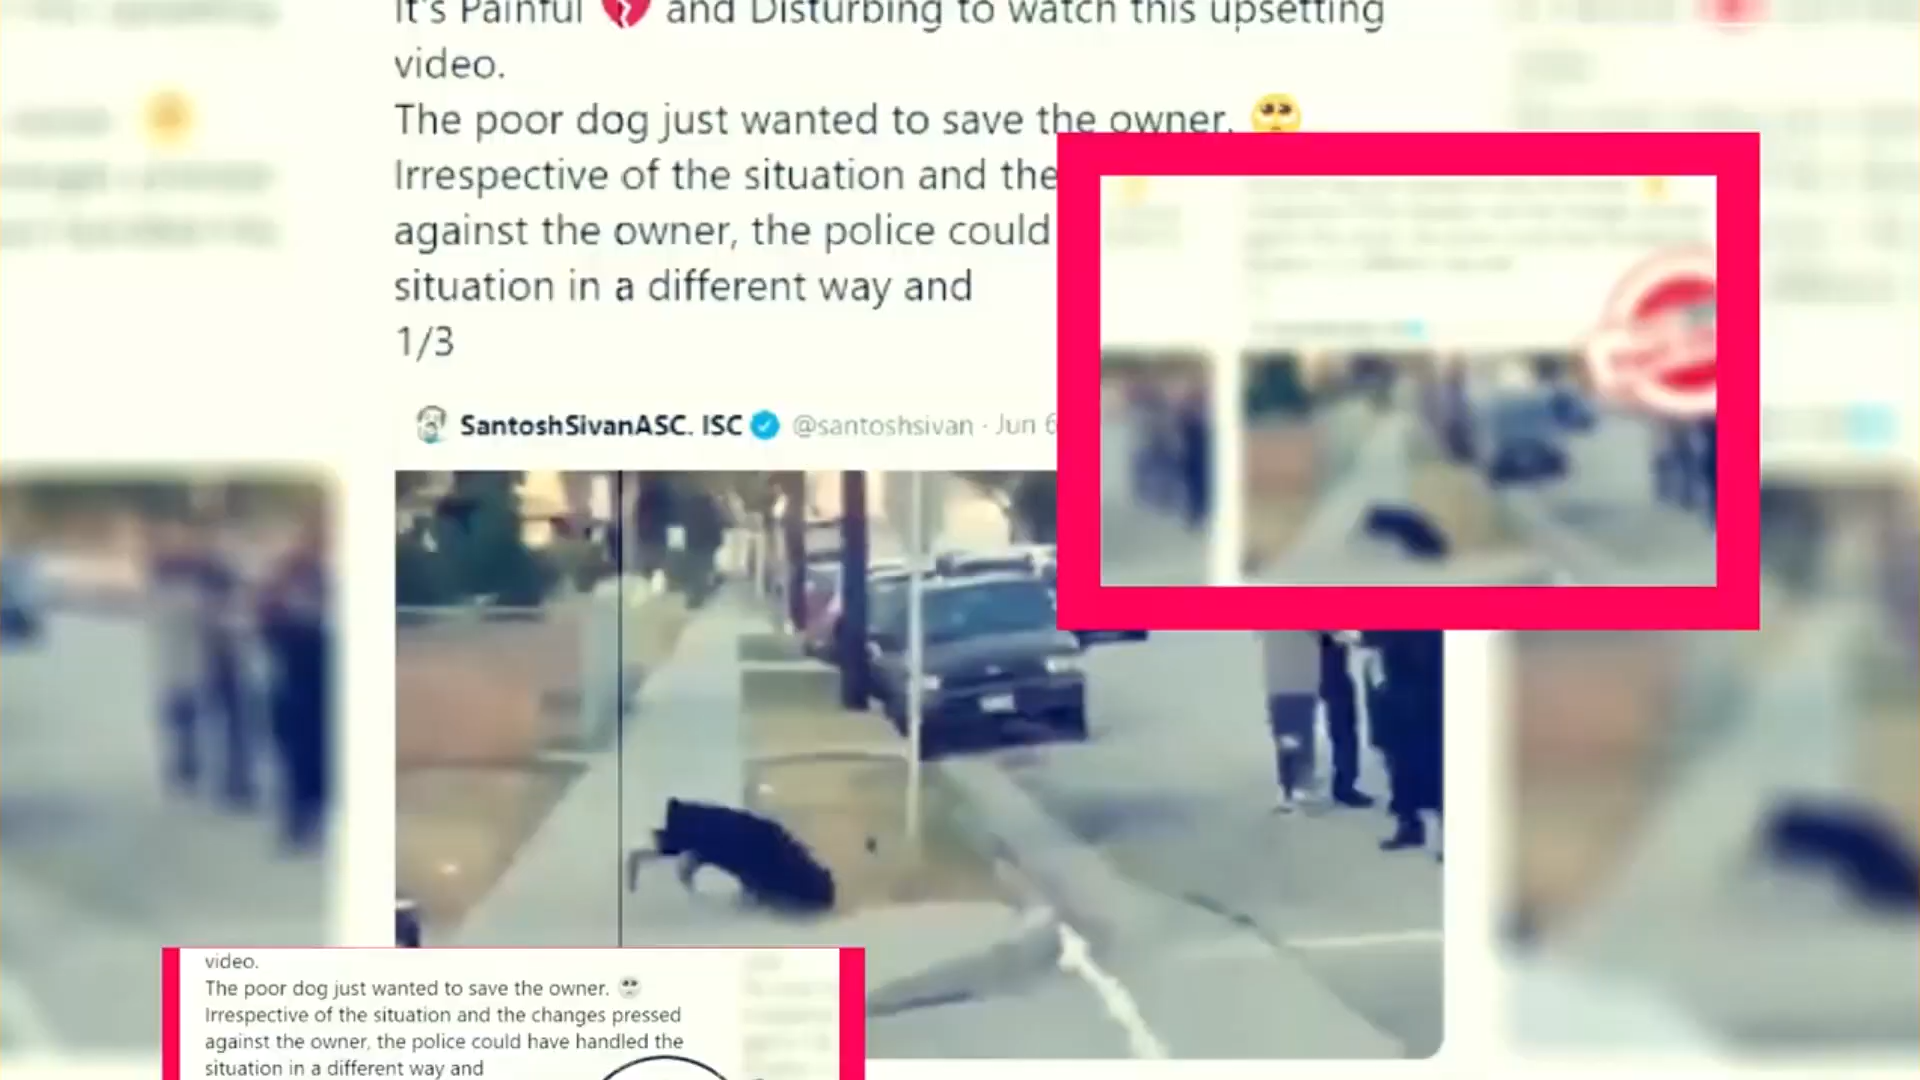 It's Painful 💔 and Disturbing to watch this upsetting
video.
The poor dog just wanted to save the owner. 🥺
Irrespective of the situation and the
against the owner, the police could
situation in a different way and
1/3
SantoshSivanASC. ISC @santoshsivan · Jun 6
video.
The poor dog just wanted to save the owner. 🥺
Irrespective of the situation and the changes pressed
against the owner, the police could have handled the
situation in a different way and